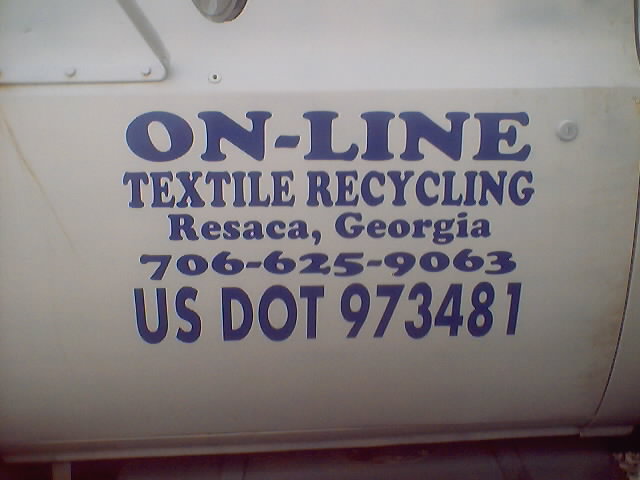 ON-LINE
TEXTILE RECYCLING
Resaca, Georgia
706-625-9063
US DOT 973481